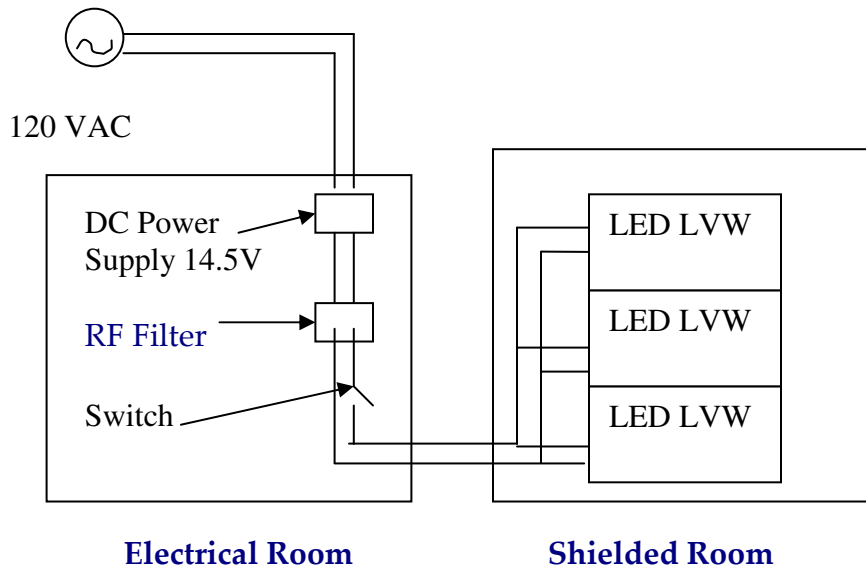 120 VAC
DC Power
Supply 14.5V
RF Filter
Switch
LED LVW
LED LVW
LED LVW
Electrical Room
Shielded Room